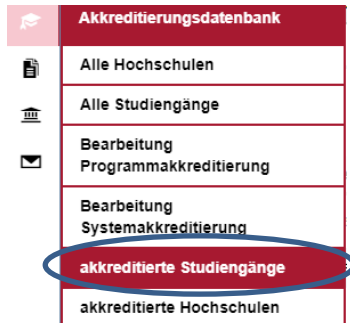 Akkreditierungsdatenbank
Alle Hochschulen
Alle Studiengänge
Bearbeitung
Programmakkreditierung
Bearbeitung
Systemakkreditierung
akkreditierte Studiengänge
akkreditierte Hochschulen